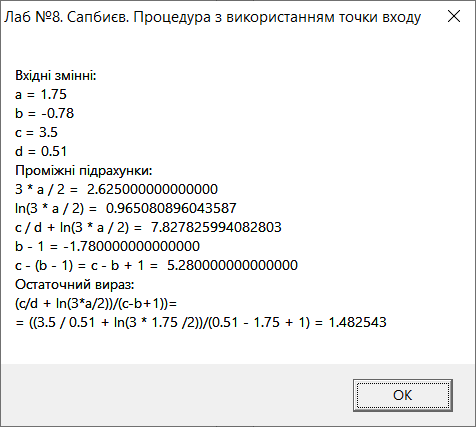 Лаб №8. Сапбиєв. Процедура з використанням точки входу
Вхідні змінні:
a = 1.75
b = -0.78
c = 3.5
d = 0.51
Проміжні підрахунки:
3 * a / 2 =  2.625000000000000
ln(3 * a / 2) =  0.965080896043587
c / d + ln(3 * a / 2) =  7.827825994082803
b - 1 = -1.780000000000000
c - (b - 1) = c - b + 1 =  5.280000000000000
Остаточний вираз:
(c/d + ln(3*a/2))/(c-b+1))=
= ((3.5 / 0.51 + ln(3 * 1.75 /2))/(0.51 - 1.75 + 1) = 1.482543
OK